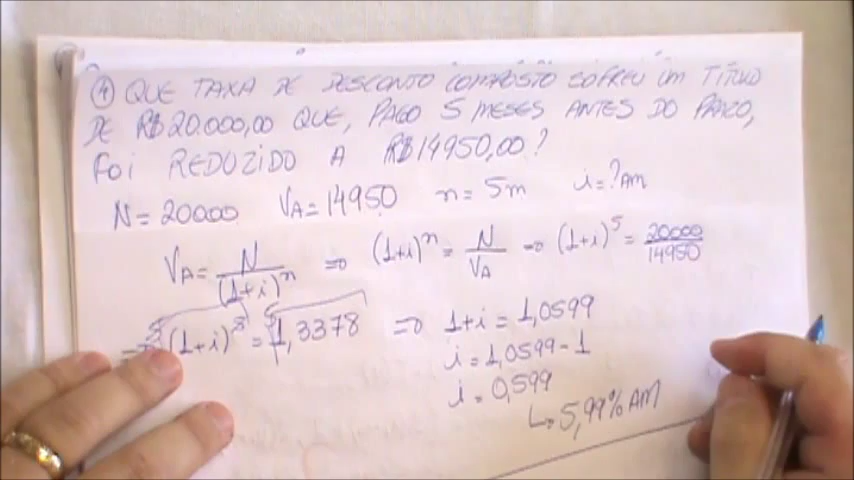 ④ QUE TAXA DE DESCONTO COMPOSTO SOFREU UM TÍTULO
DE R$20.000,00 QUE, PAGO 5 MESES ANTES DO PRAZO,
FOI REDUZIDO A R$14950,00?
N = 20000 VA = 14950 n = 5m i = ? AM
VA = N/(1+i)^n ⇒ (1+i)^n = N/VA ⇒ (1+i)^5 = 20000/14950
⇒ ⁵√(1+i)^5 = ⁵√1,3378 ⇒ 1+i = 1,0599
i = 1,0599 - 1
i = 0,599
↳ 5,99% AM